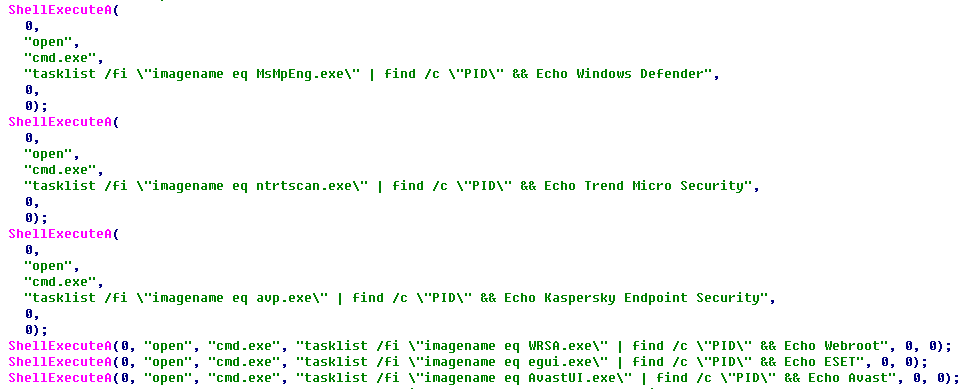 ShellExecuteA(
0,
"open",
"cmd.exe",
"tasklist /fi \"imagename eq MsMpEng.exe\" | find /c \"PID\" && Echo Windows Defender",
0,
0);
ShellExecuteA(
0,
"open",
"cmd.exe",
"tasklist /fi \"imagename eq ntrtscan.exe\" | find /c \"PID\" && Echo Trend Micro Security",
0,
0);
ShellExecuteA(
0,
"open",
"cmd.exe",
"tasklist /fi \"imagename eq avp.exe\" | find /c \"PID\" && Echo Kaspersky Endpoint Security",
0,
0);
ShellExecuteA(0, "open", "cmd.exe", "tasklist /fi \"imagename eq WRSA.exe\" | find /c \"PID\" && Echo Webroot", 0, 0);
ShellExecuteA(0, "open", "cmd.exe", "tasklist /fi \"imagename eq egui.exe\" | find /c \"PID\" && Echo ESET", 0, 0);
ShellExecuteA(0, "open", "cmd.exe", "tasklist /fi \"imagename eq AvastUI.exe\" | find /c \"PID\" && Echo Avast", 0, 0);